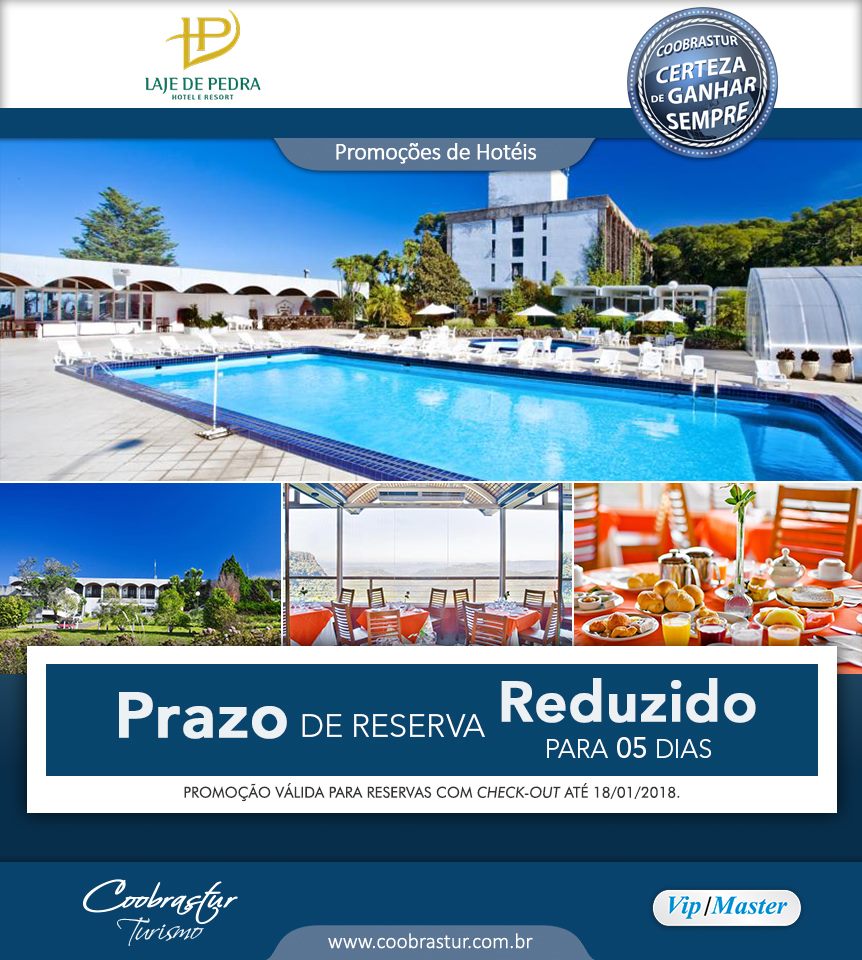 LP
LAJE DE PEDRA
HOTEL E RESORT
COOBRASTUR
CERTEZA
DE GANHAR
SEMPRE
Promoções de Hotéis
Prazo DE RESERVA Reduzido
PARA 05 DIAS
PROMOÇÃO VÁLIDA PARA RESERVAS COM CHECK-OUT ATÉ 18/01/2018.
Coobrastur
Turismo
Vip/Master
www.coobrastur.com.br